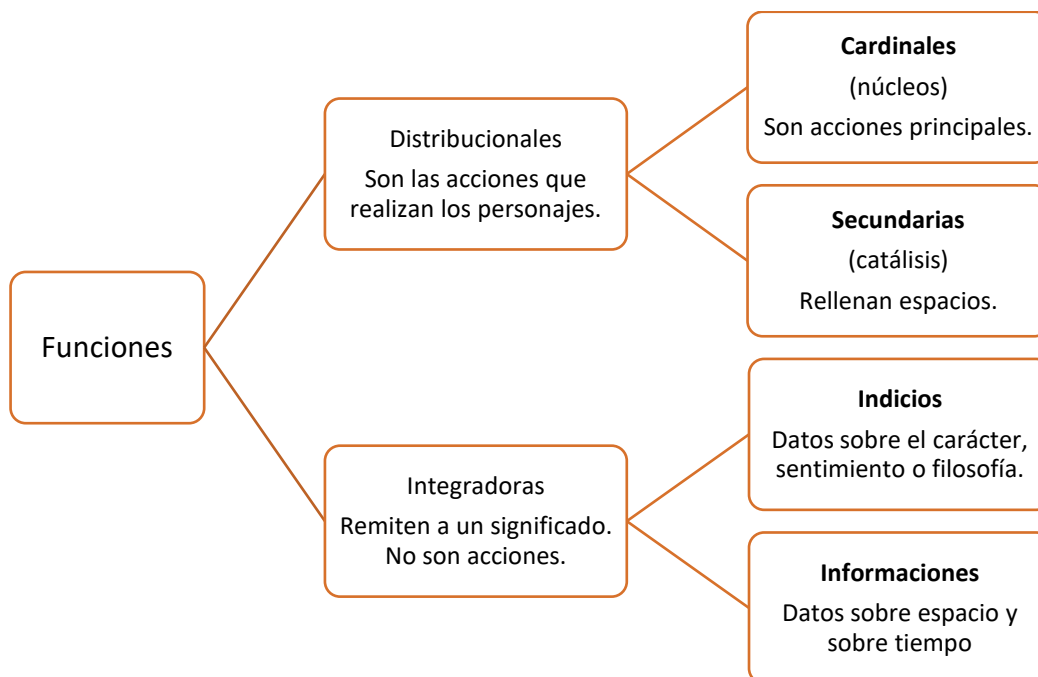 Funciones
Distribucionales
Son las acciones que
realizan los personajes.
Cardinales
(núcleos)
Son acciones principales.
Secundarias
(catálisis)
Rellenan espacios.
Integradoras
Remiten a un significado.
No son acciones.
Indicios
Datos sobre el carácter,
sentimiento o filosofía.
Informaciones
Datos sobre espacio y
sobre tiempo